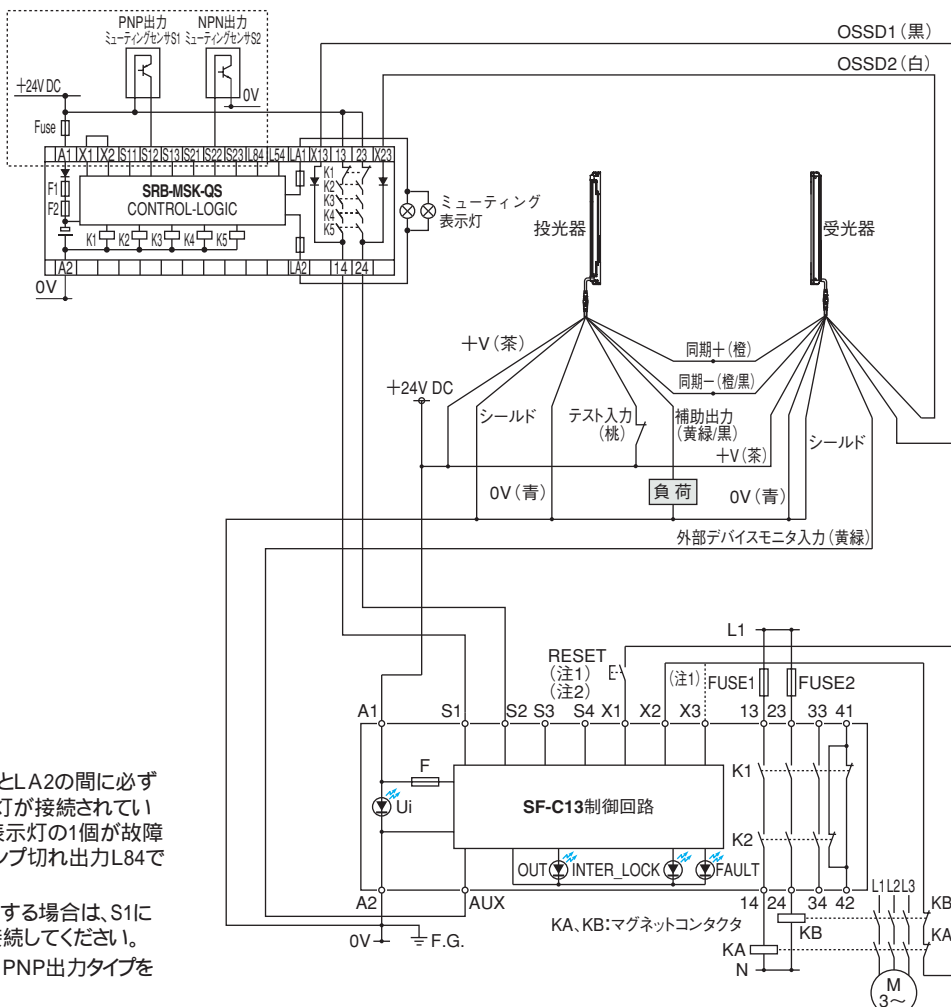 PNP出力
ミューティングセンサS1
NPN出力
ミューティングセンサS2
OSSD1(黒)
OSSD2(白)
+24V DC
0V
Fuse
A1 X1 X2 S11 S12 S13 S21 S22 S23 L84 L54 LA1 X13 13 23 X23
F1
F2
SRB-MSK-QS
CONTROL-LOGIC
K1
K2
K3
K4
K5
K1 K2 K3 K4 K5
ミューティング
表示灯
A2 LA2 14 24
0V
投光器
受光器
+V(茶)
同期+(橙)
同期-(橙/黒)
+24V DC
シールド
テスト入力
(桃)
補助出力
(黄緑/黒)
+V(茶)
シールド
0V(青)
負荷
0V(青)
外部デバイスモニタ入力(黄緑)
L1
RESET
(注1)
(注2)
(注1)
FUSE1
FUSE2
A1 S1 S2 S3 S4 X1 X2 X3 13 23 33 41
F
Ui
SF-C13制御回路
K1
K2
OUT INTER_LOCK FAULT
A2 AUX 14 24 34 42
L1 L2 L3
KB
KA
0V
F.G.
KA、KB:マグネットコンタクタ
KA
KB
N
M
3~
とLA2の間に必ず
灯が接続されてい
表示灯の1個が故障
ンプ切れ出力L84で
する場合は、S1に
接続してください。
PNP出力タイプを